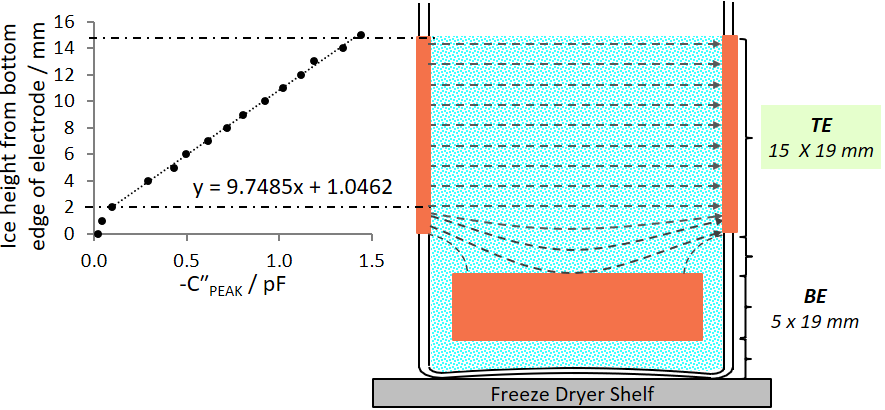 Ice height from bottom
edge of electrode / mm
16
14
12
10
8
6
4
2
0
y = 9.7485x + 1.0462
0.0 0.5 1.0 1.5
-C”PEAK / pF
TE
15 X 19 mm
BE
5 x 19 mm
Freeze Dryer Shelf